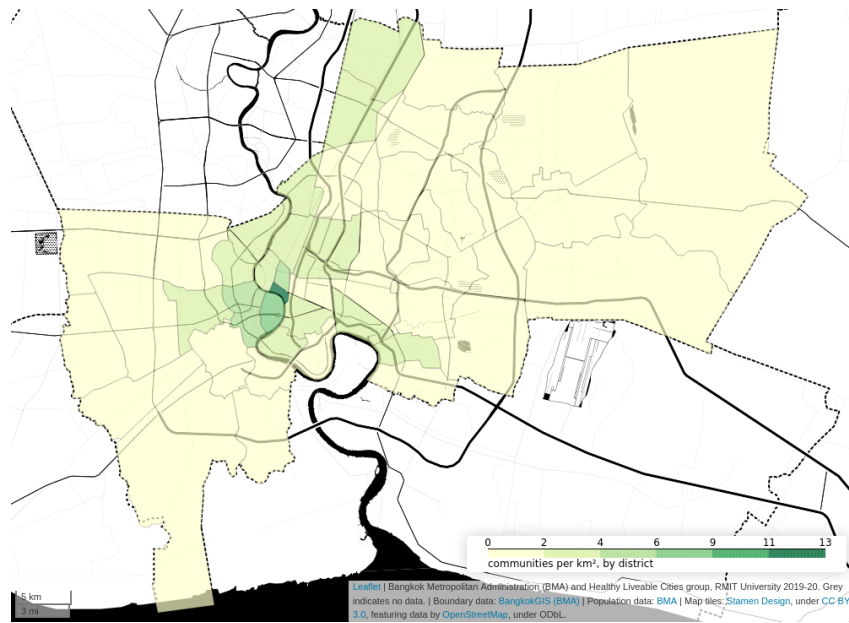 0 2 4 6 9 11 13
communities per km², by district
5 km
3 mi
Leaflet | Bangkok Metropolitan Administration (BMA) and Healthy Liveable Cities group, RMIT University 2019-20. Grey
indicates no data. | Boundary data: BangkokGIS (BMA) | Population data: BMA | Map tiles: Stamen Design, under CC BY
3.0, featuring data by OpenStreetMap, under ODbL.